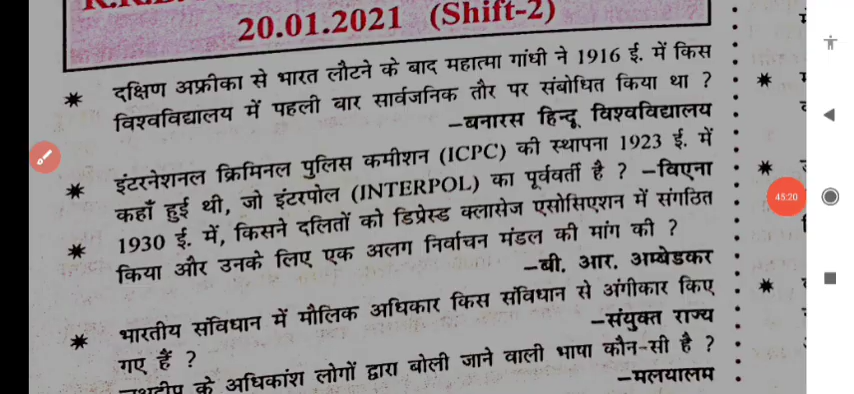 20.01.2021 (Shift-2)
* दक्षिण अफ्रीका से भारत लौटने के बाद महात्मा गांधी ने 1916 ई. में किस
विश्वविद्यालय में पहली बार सार्वजनिक तौर पर संबोधित किया था ?
–बनारस हिन्दू विश्वविद्यालय
* इंटरनेशनल क्रिमिनल पुलिस कमीशन (ICPC) की स्थापना 1923 ई. में
कहाँ हुई थी, जो इंटरपोल (INTERPOL) का पूर्ववर्ती है ? –विएना
* 1930 ई. में, किसने दलितों को डिप्रेस्ड क्लासेज एसोसिएशन में संगठित
किया और उनके लिए एक अलग निर्वाचन मंडल की मांग की ?
–बी. आर. अम्बेडकर
* भारतीय संविधान में मौलिक अधिकार किस संविधान से अंगीकार किए
गए हैं ? –संयुक्त राज्य
के अधिकांश लोगों द्वारा बोली जाने वाली भाषा कौन-सी है ?
–मलयालम
45:20